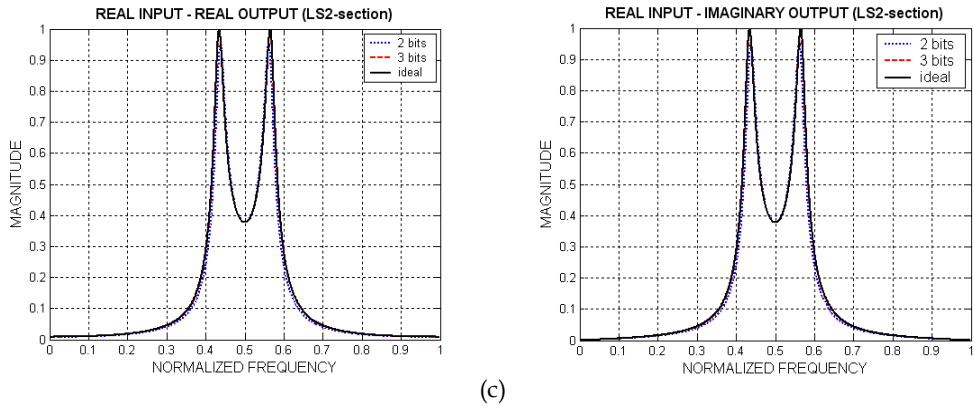 REAL INPUT - REAL OUTPUT (LS2-section)
1
0.9
0.8
0.7
0.6
0.5
0.4
0.3
0.2
0.1
0
MAGNITUDE
2 bits
3 bits
ideal
0 0.1 0.2 0.3 0.4 0.5 0.6 0.7 0.8 0.9 1
NORMALIZED FREQUENCY
REAL INPUT - IMAGINARY OUTPUT (LS2-section)
1
0.9
0.8
0.7
0.6
0.5
0.4
0.3
0.2
0.1
0
MAGNITUDE
2 bits
3 bits
ideal
0 0.1 0.2 0.3 0.4 0.5 0.6 0.7 0.8 0.9 1
NORMALIZED FREQUENCY
(c)